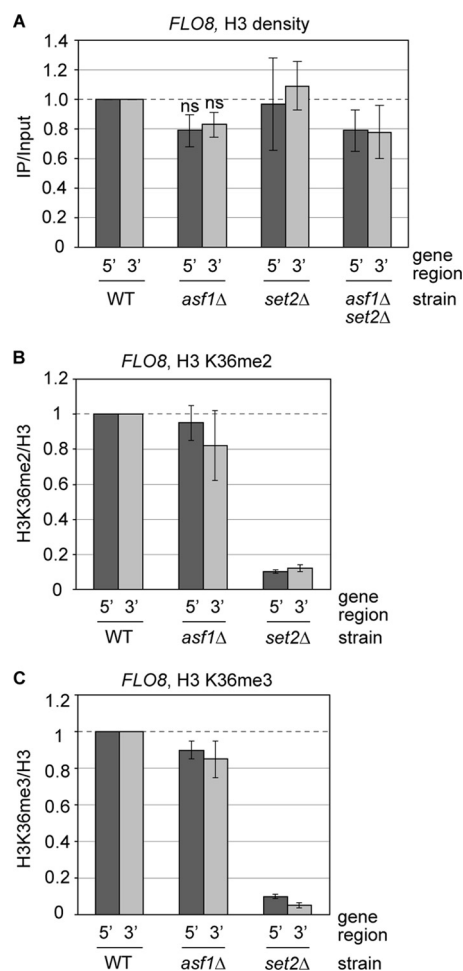 A
FLO8, H3 density
1.4
1.2
1.0
0.8
0.6
0.4
0.2
0
IP/Input
ns ns
5’ 3’ 5’ 3’ 5’ 3’ 5’ 3’ gene region
WT asf1Δ set2Δ asf1Δ set2Δ strain
B
FLO8, H3 K36me2
1.2
1
0.8
0.6
0.4
0.2
0
H3K36me2/H3
5’ 3’ 5’ 3’ 5’ 3’ gene region
WT asf1Δ set2Δ strain
C
FLO8, H3 K36me3
1.2
1
0.8
0.6
0.4
0.2
0
H3K36me3/H3
5’ 3’ 5’ 3’ 5’ 3’ gene region
WT asf1Δ set2Δ strain